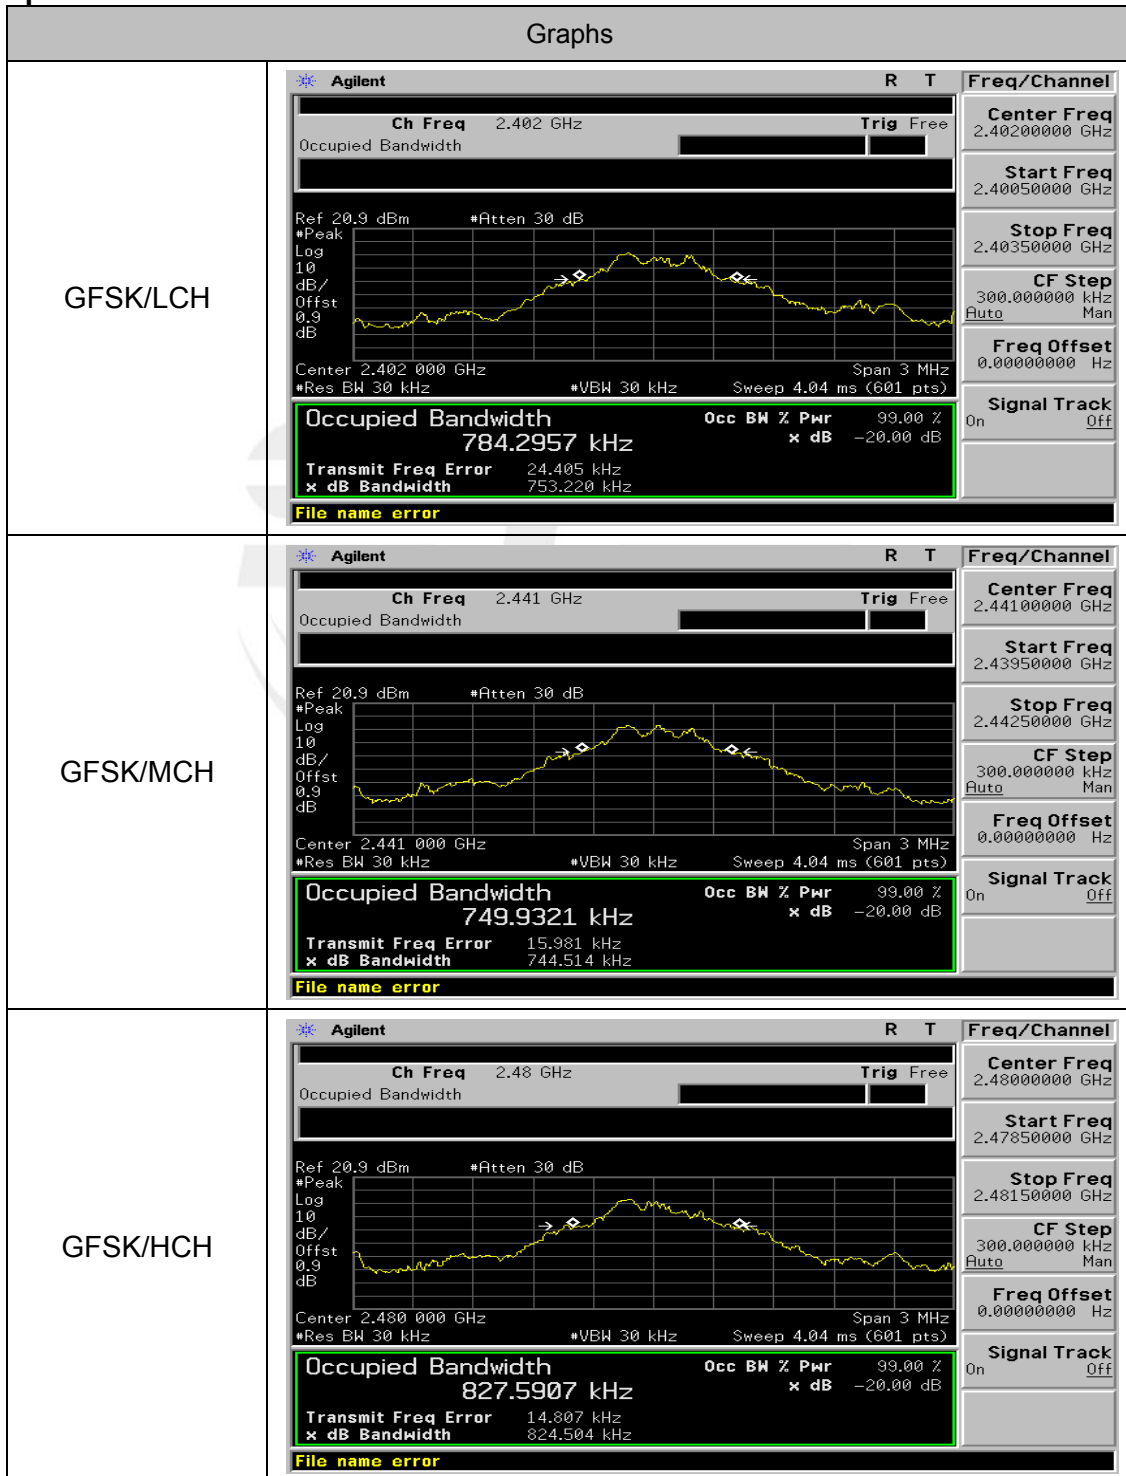 Graphs
GFSK/LCH
Agilent R T Freq/Channel
Ch Freq 2.402 GHz Trig Free
Occupied Bandwidth
Center Freq
2.40200000 GHz
Start Freq
2.40050000 GHz
Stop Freq
2.40350000 GHz
CF Step
300.000000 kHz
Auto Man
Freq Offset
0.00000000 Hz
Signal Track
On Off
Ref 20.9 dBm #Atten 30 dB
#Peak
Log
10
dB/
Offst
0.9
dB
Center 2.402 000 GHz Span 3 MHz
#Res BW 30 kHz #VBW 30 kHz Sweep 4.04 ms (601 pts)
Occupied Bandwidth Occ BW % Pwr 99.00 %
784.2957 kHz x dB -20.00 dB
Transmit Freq Error 24.405 kHz
x dB Bandwidth 753.220 kHz
File name error
GFSK/MCH
Agilent R T Freq/Channel
Ch Freq 2.441 GHz Trig Free
Occupied Bandwidth
Center Freq
2.44100000 GHz
Start Freq
2.43950000 GHz
Stop Freq
2.44250000 GHz
CF Step
300.000000 kHz
Auto Man
Freq Offset
0.00000000 Hz
Signal Track
On Off
Ref 20.9 dBm #Atten 30 dB
#Peak
Log
10
dB/
Offst
0.9
dB
Center 2.441 000 GHz Span 3 MHz
#Res BW 30 kHz #VBW 30 kHz Sweep 4.04 ms (601 pts)
Occupied Bandwidth Occ BW % Pwr 99.00 %
749.9321 kHz x dB -20.00 dB
Transmit Freq Error 15.981 kHz
x dB Bandwidth 744.514 kHz
File name error
GFSK/HCH
Agilent R T Freq/Channel
Ch Freq 2.48 GHz Trig Free
Occupied Bandwidth
Center Freq
2.48000000 GHz
Start Freq
2.47850000 GHz
Stop Freq
2.48150000 GHz
CF Step
300.000000 kHz
Auto Man
Freq Offset
0.00000000 Hz
Signal Track
On Off
Ref 20.9 dBm #Atten 30 dB
#Peak
Log
10
dB/
Offst
0.9
dB
Center 2.480 000 GHz Span 3 MHz
#Res BW 30 kHz #VBW 30 kHz Sweep 4.04 ms (601 pts)
Occupied Bandwidth Occ BW % Pwr 99.00 %
827.5907 kHz x dB -20.00 dB
Transmit Freq Error 14.807 kHz
x dB Bandwidth 824.504 kHz
File name error